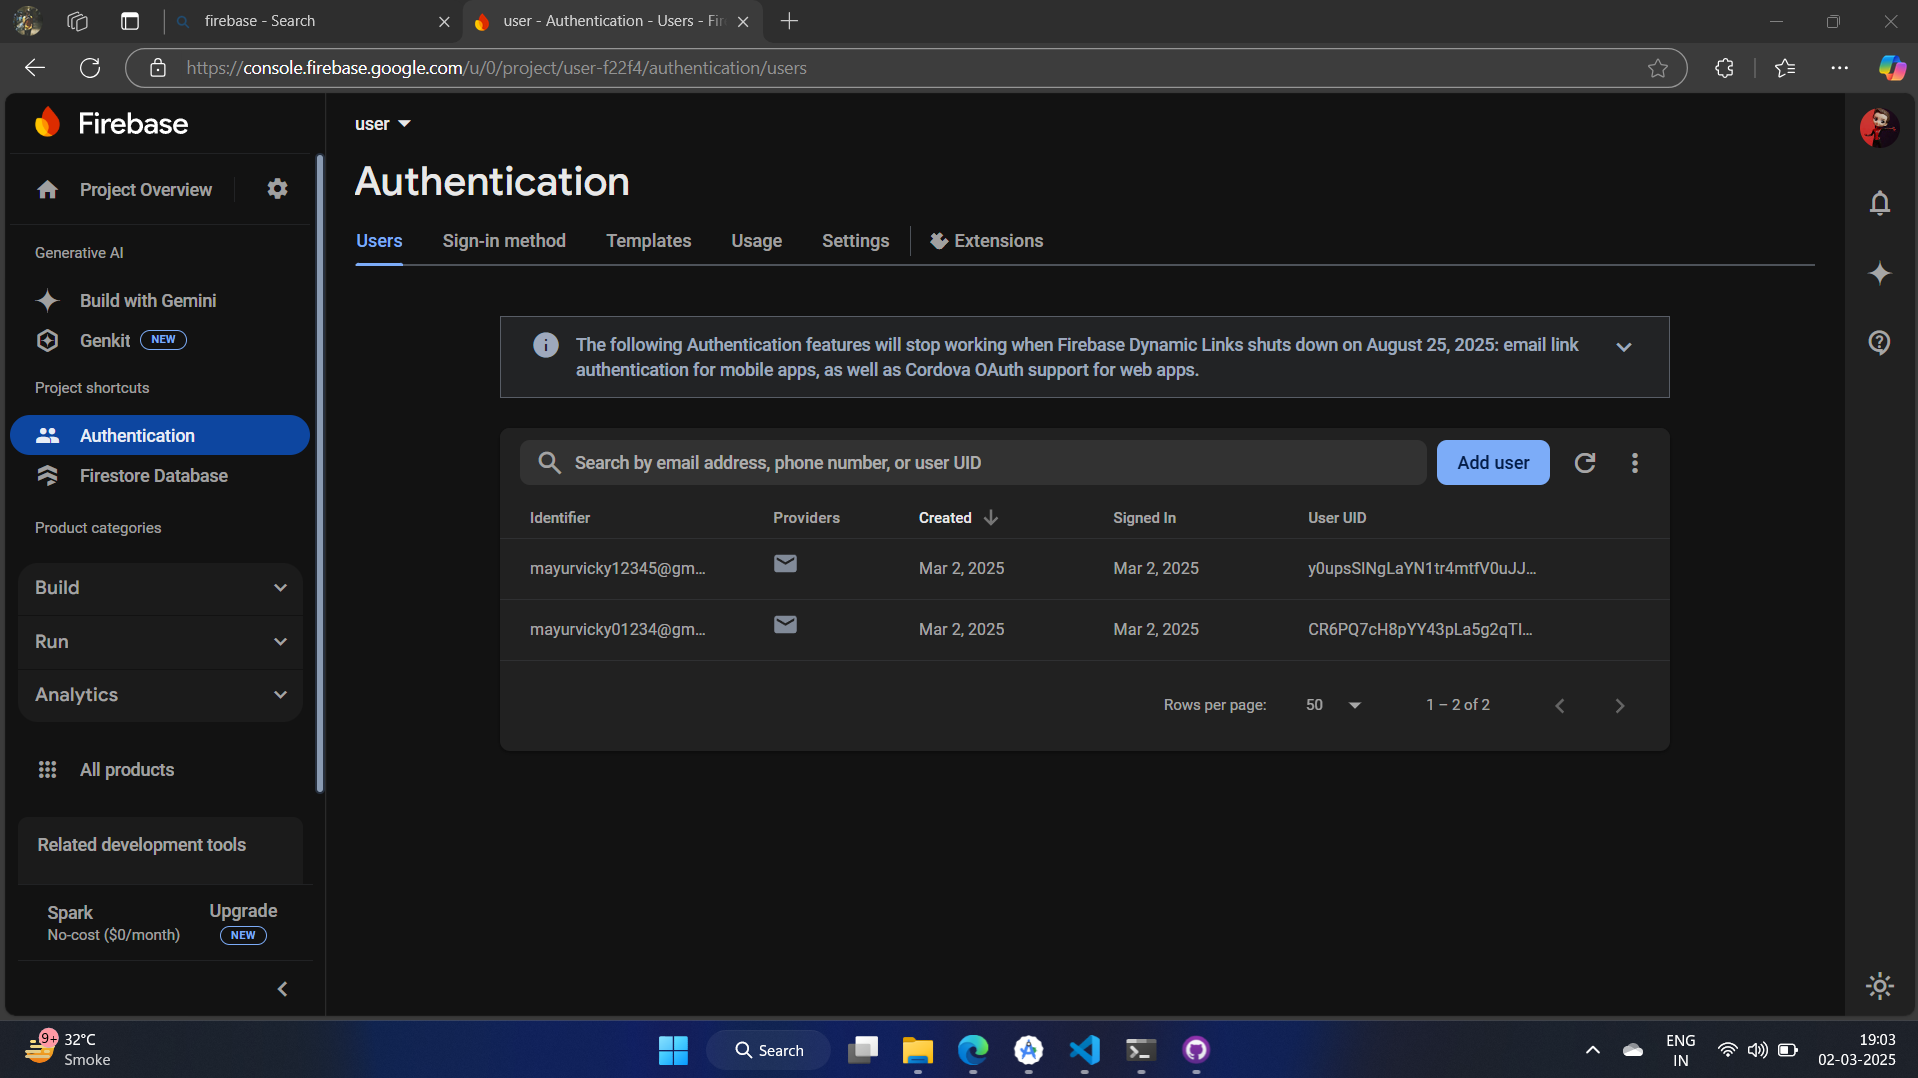 firebase - Search
user - Authentication - Users - Fir
https://console.firebase.google.com/u/0/project/user-f22f4/authentication/users
Firebase
Project Overview
Generative AI
Build with Gemini
Genkit NEW
Project shortcuts
Authentication
Firestore Database
Product categories
Build
Run
Analytics
All products
Related development tools
Spark
No-cost ($0/month)
Upgrade
NEW
user
Authentication
Users Sign-in method Templates Usage Settings Extensions
The following Authentication features will stop working when Firebase Dynamic Links shuts down on August 25, 2025: email link
authentication for mobile apps, as well as Cordova OAuth support for web apps.
Search by email address, phone number, or user UID
Add user
Identifier Providers Created Signed In User UID
mayurvicky12345@gm... Mar 2, 2025 Mar 2, 2025 y0upsSINgLaYN1tr4mtfV0uJJ...
mayurvicky01234@gm... Mar 2, 2025 Mar 2, 2025 CR6PQ7cH8pYY43pLa5g2qTI...
Rows per page: 50 1 – 2 of 2
9+
32°C
Smoke
Search
ENG
IN
19:03
02-03-2025